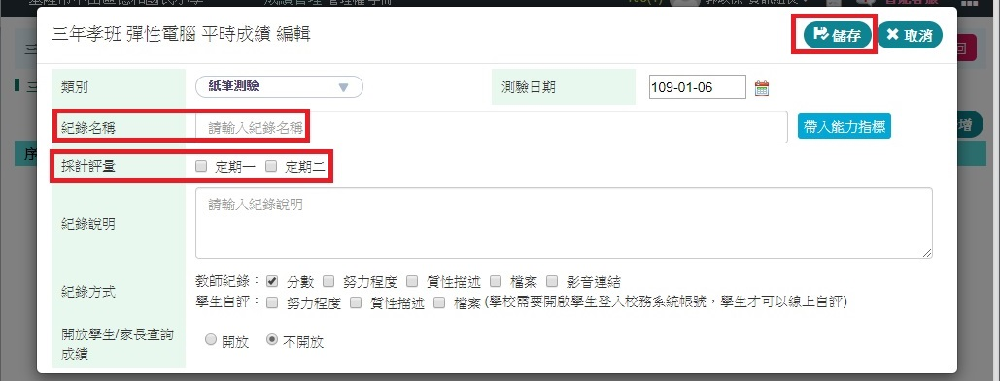 三年孝班 彈性電腦 平時成績 編輯
儲存
取消
類別
紙筆測驗
測驗日期
109-01-06
紀錄名稱
請輸入紀錄名稱
帶入能力指標
增
序
採計評量
定期一
定期二
紀錄說明
請輸入紀錄說明
紀錄方式
教師紀錄： 分數 努力程度 質性描述 檔案 影音連結
學生自評： 努力程度 質性描述 檔案 (學校需要開啟學生登入校務系統帳號，學生才可以線上自評)
開放學生/家長查詢
成績
開放
不開放